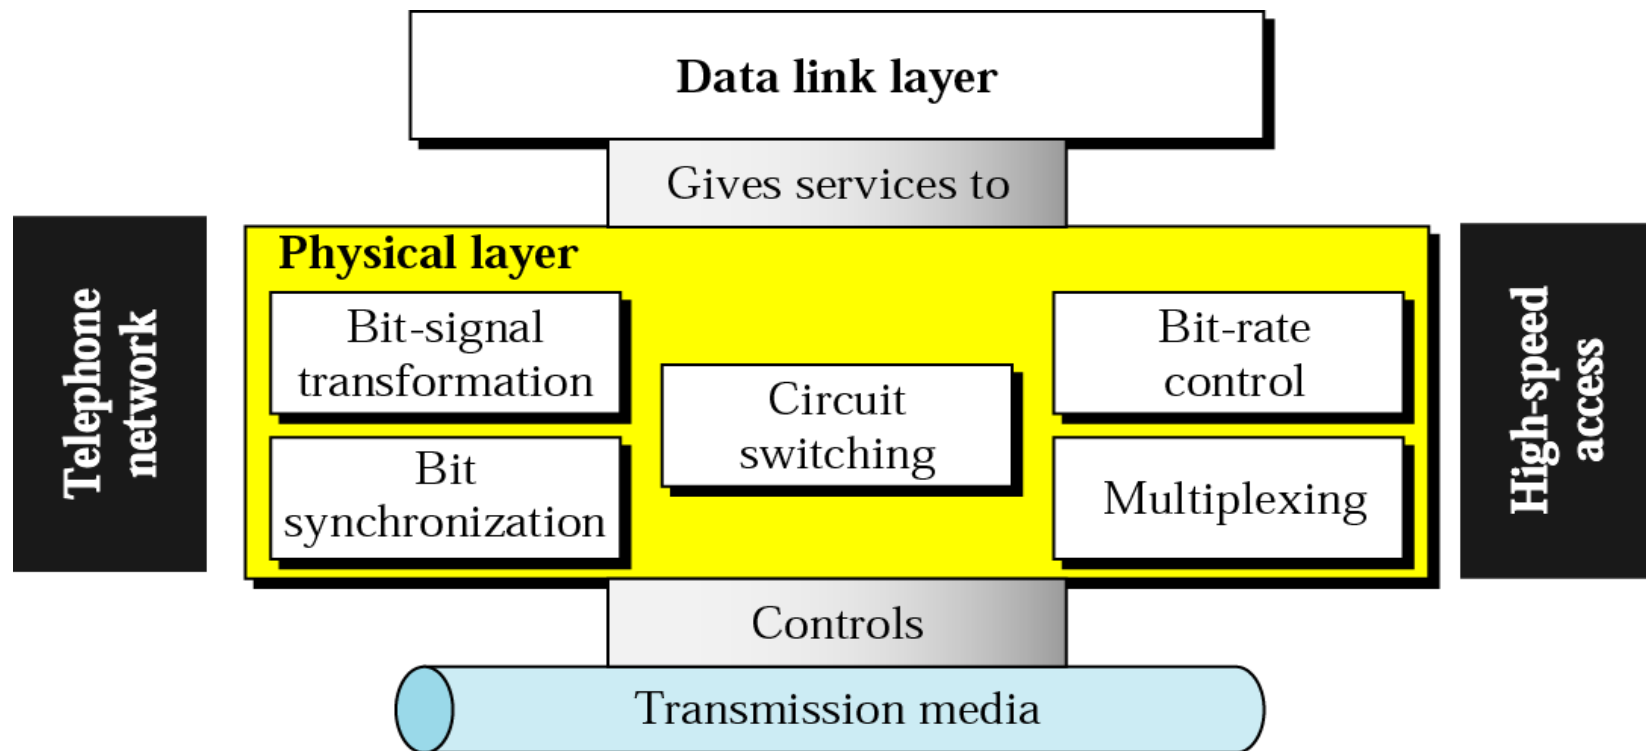 Data link layer
Gives services to
Telephone
network
Physical layer
Bit-signal
transformation
Bit
synchronization
Circuit
switching
Bit-rate
control
Multiplexing
High-speed
access
Controls
Transmission media